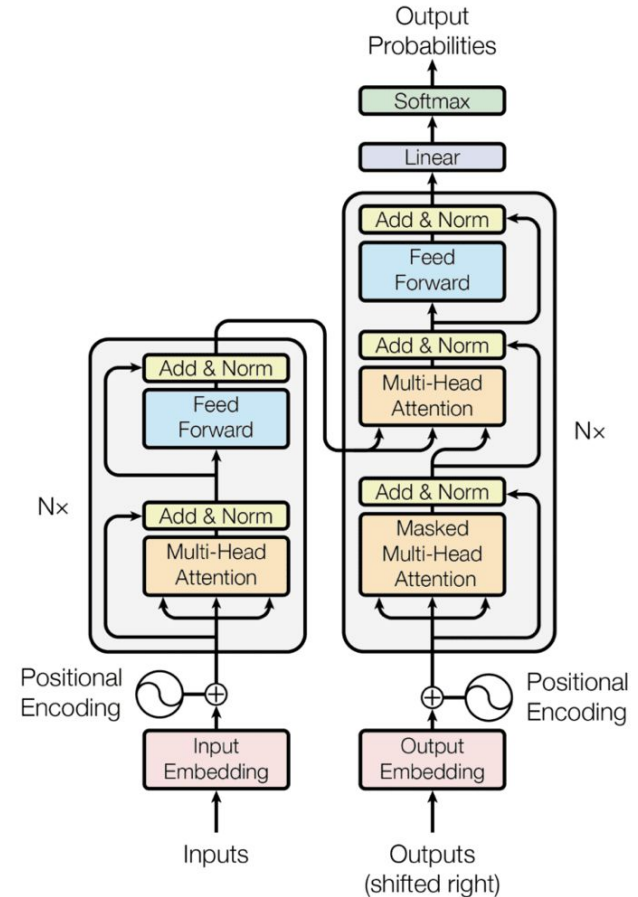 Output
Probabilities
Softmax
Linear
Add & Norm
Feed
Forward
Add & Norm
Multi-Head
Attention
Add & Norm
Masked
Multi-Head
Attention
N×
Add & Norm
Feed
Forward
Add & Norm
Multi-Head
Attention
N×
Positional
Encoding
Positional
Encoding
Input
Embedding
Output
Embedding
Inputs
Outputs
(shifted right)